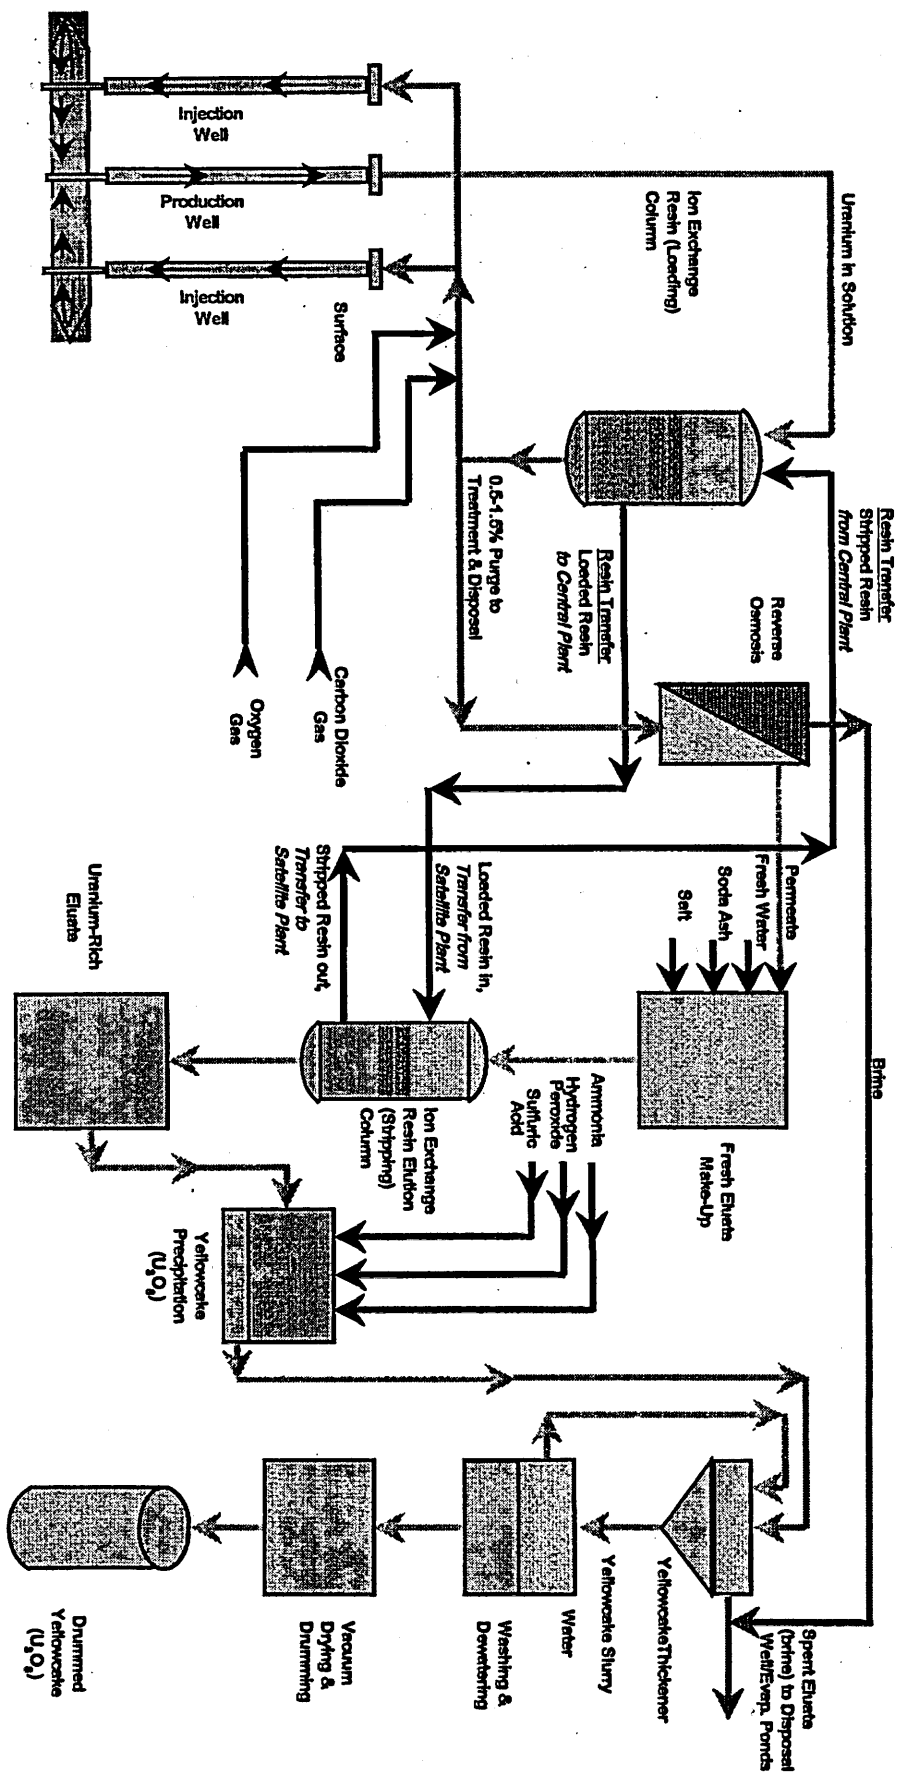 Uranium in Solution
Ion Exchange
Resin (Loading)
Column
Injection
Well
Production
Well
Injection
Well
Surface
Resin Transfer
Stripped Resin
from Central Plant
Resin Transfer
Loaded Resin
to Central Plant
0.5-1.5% Purge to
Treatment & Disposal
Reverse
Osmosis
Carbon Dioxide
Gas
Oxygen
Gas
Brine
Permeate
Fresh Water
Soda Ash
Salt
Fresh Eluate
Make-Up
Loaded Resin in,
Transfer from
Satellite Plant
Stripped Resin out,
Transfer to
Satellite Plant
Ion Exchange
Resin Elution
(Stripping)
Column
Uranium-Rich
Eluate
Ammonia
Hydrogen
Peroxide
Sulfuric
Acid
Yellowcake
Precipitation
(U₃O₈)
Spent Eluate
(brine) to Disposal
Well/Evap. Ponds
YellowcakeThickener
Yellowcake Slurry
Water
Washing &
Dewatering
Vacuum
Drying &
Drumming
Drummed
Yellowcake
(U₃O₈)